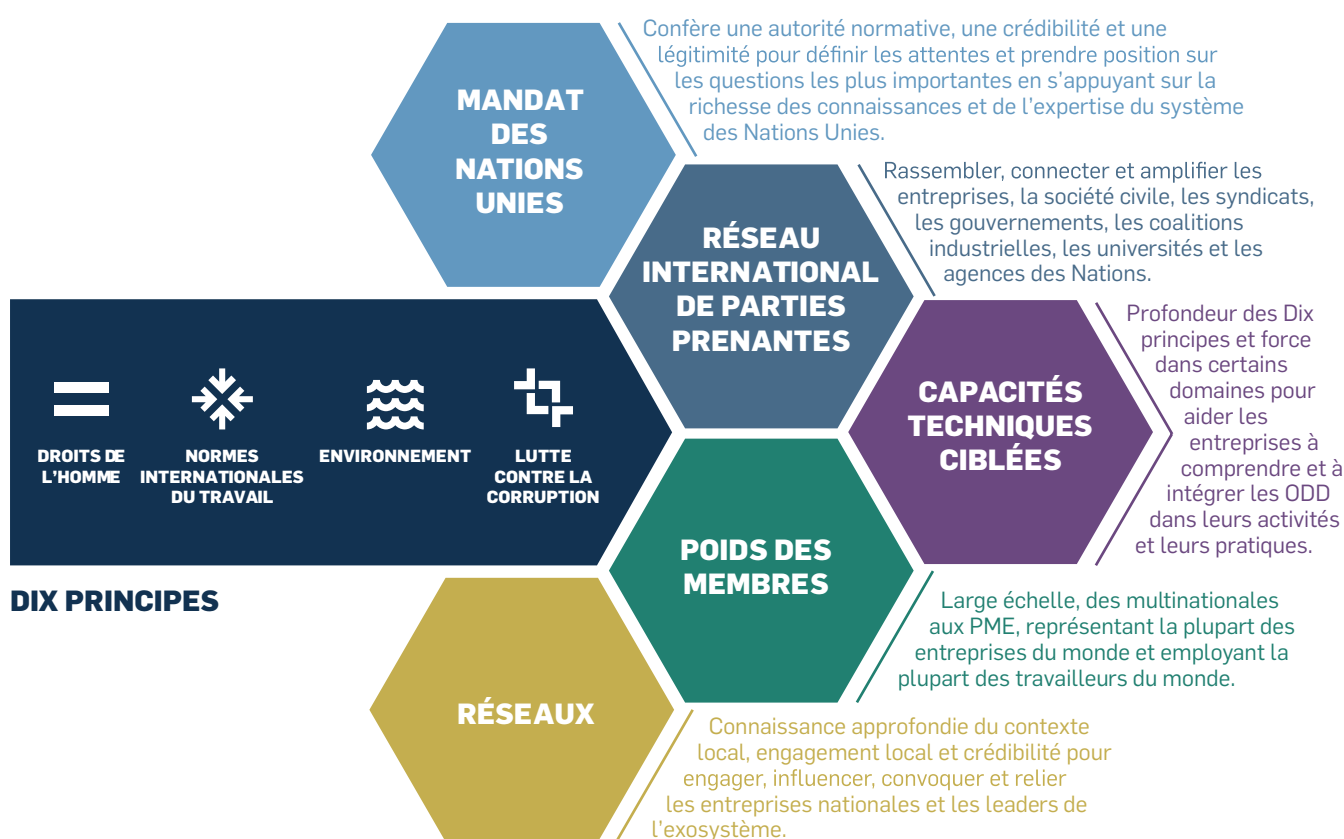 MANDAT
DES
NATIONS
UNIES
Confère une autorité normative, une crédibilité et une
légitimité pour définir les attentes et prendre position sur
les questions les plus importantes en s'appuyant sur la
richesse des connaissances et de l'expertise du système
des Nations Unies.
RÉSEAU
INTERNATIONAL
DE PARTIES
PRENANTES
Rassembler, connecter et amplifier les
entreprises, la société civile, les syndicats,
les gouvernements, les coalitions
industrielles, les universités et les
agences des Nations.
CAPACITÉS
TECHNIQUES
CIBLÉES
Profondeur des Dix
principes et force
dans certains
domaines pour
aider les
entreprises à
comprendre et à
intégrer les ODD
dans leurs activités
et leurs pratiques.
DROITS DE
L'HOMME
NORMES
INTERNATIONALES
DU TRAVAIL
ENVIRONNEMENT
LUTTE
CONTRE LA
CORRUPTION
DIX PRINCIPES
POIDS DES
MEMBRES
Large échelle, des multinationales
aux PME, représentant la plupart des
entreprises du monde et employant la
plupart des travailleurs du monde.
RÉSEAUX
Connaissance approfondie du contexte
local, engagement local et crédibilité pour
engager, influencer, convoquer et relier
les entreprises nationales et les leaders de
l'exosystème.